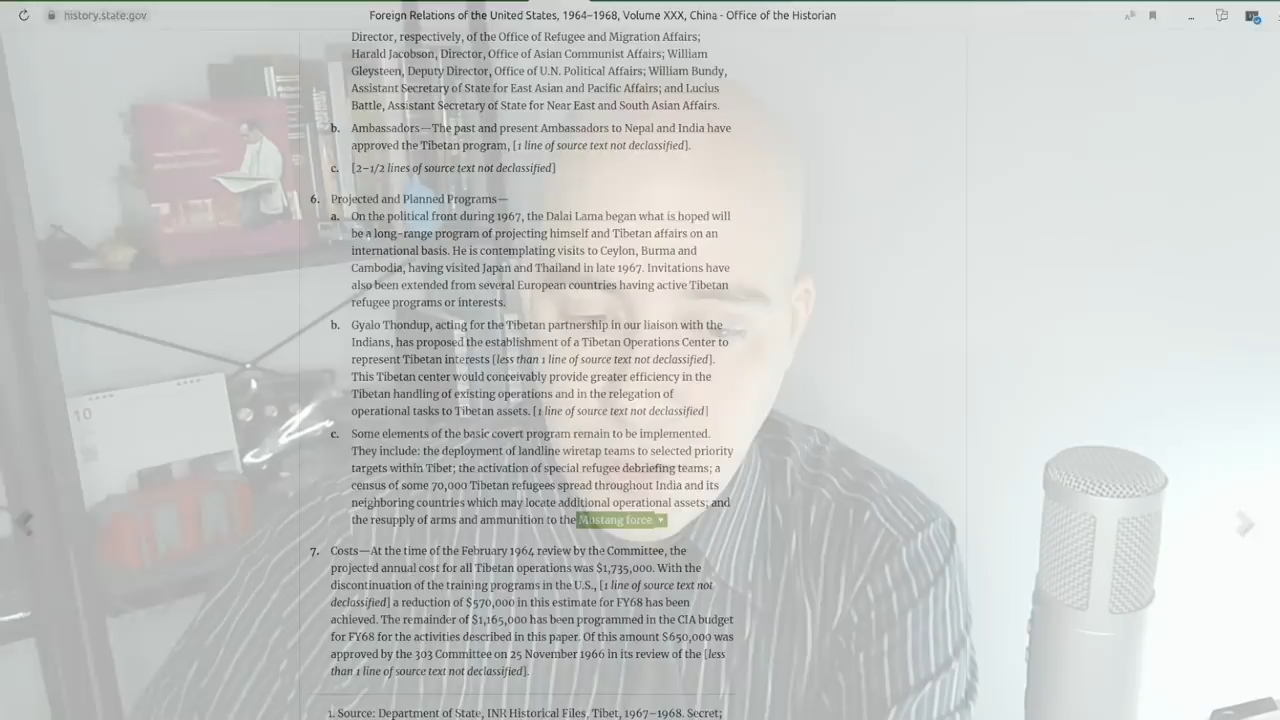 history.state.gov
Foreign Relations of the United States, 1964–1968, Volume XXX, China - Office of the Historian
Director, respectively, of the Office of Refugee and Migration Affairs;
Harald Jacobson, Director, Office of Asian Communist Affairs; William
Gleysteen, Deputy Director, Office of U.N. Political Affairs; William Bundy,
Assistant Secretary of State for East Asian and Pacific Affairs; and Lucius
Battle, Assistant Secretary of State for Near East and South Asian Affairs.
b. Ambassadors—The past and present Ambassadors to Nepal and India have
approved the Tibetan program, [1 line of source text not declassified].
c. [2–1/2 lines of source text not declassified]
6. Projected and Planned Programs—
a. On the political front during 1967, the Dalai Lama began what is hoped will
be a long-range program of projecting himself and Tibetan affairs on an
international basis. He is contemplating visits to Ceylon, Burma and
Cambodia, having visited Japan and Thailand in late 1967. Invitations have
also been extended from several European countries having active Tibetan
refugee programs or interests.
b. Gyalo Thondup, acting for the Tibetan partnership in our liaison with the
Indians, has proposed the establishment of a Tibetan Operations Center to
represent Tibetan interests [less than 1 line of source text not declassified].
This Tibetan center would conceivably provide greater efficiency in the
Tibetan handling of existing operations and in the relegation of
operational tasks to Tibetan assets. [1 line of source text not declassified]
c. Some elements of the basic covert program remain to be implemented.
They include: the deployment of landline wiretap teams to selected priority
targets within Tibet; the activation of special refugee debriefing teams; a
census of some 70,000 Tibetan refugees spread throughout India and its
neighboring countries which may locate additional operational assets; and
the resupply of arms and ammunition to the Mustang force.
7. Costs—At the time of the February 1964 review by the Committee, the
projected annual cost for all Tibetan operations was $1,735,000. With the
discontinuation of the training programs in the U.S., [1 line of source text not
declassified] a reduction of $570,000 in this estimate for FY68 has been
achieved. The remainder of $1,165,000 has been programmed in the CIA budget
for FY68 for the activities described in this paper. Of this amount $650,000 was
approved by the 303 Committee on 25 November 1966 in its review of the [less
than 1 line of source text not declassified].
1. Source: Department of State, INR Historical Files, Tibet, 1967–1968. Secret;
10